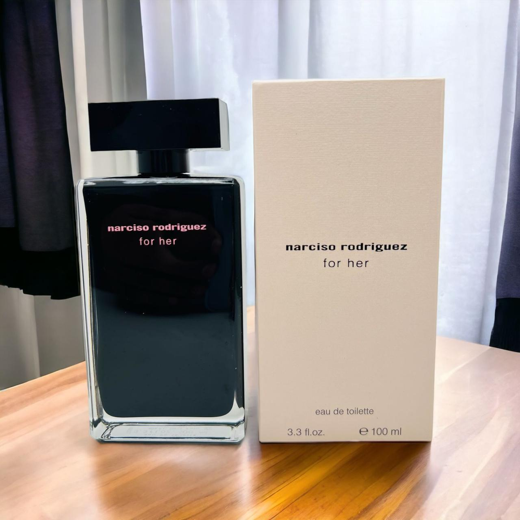 narciso rodriguez
for her
narciso rodriguez
for her
eau de toilette
3.3 fl.oz. ℮ 100 ml